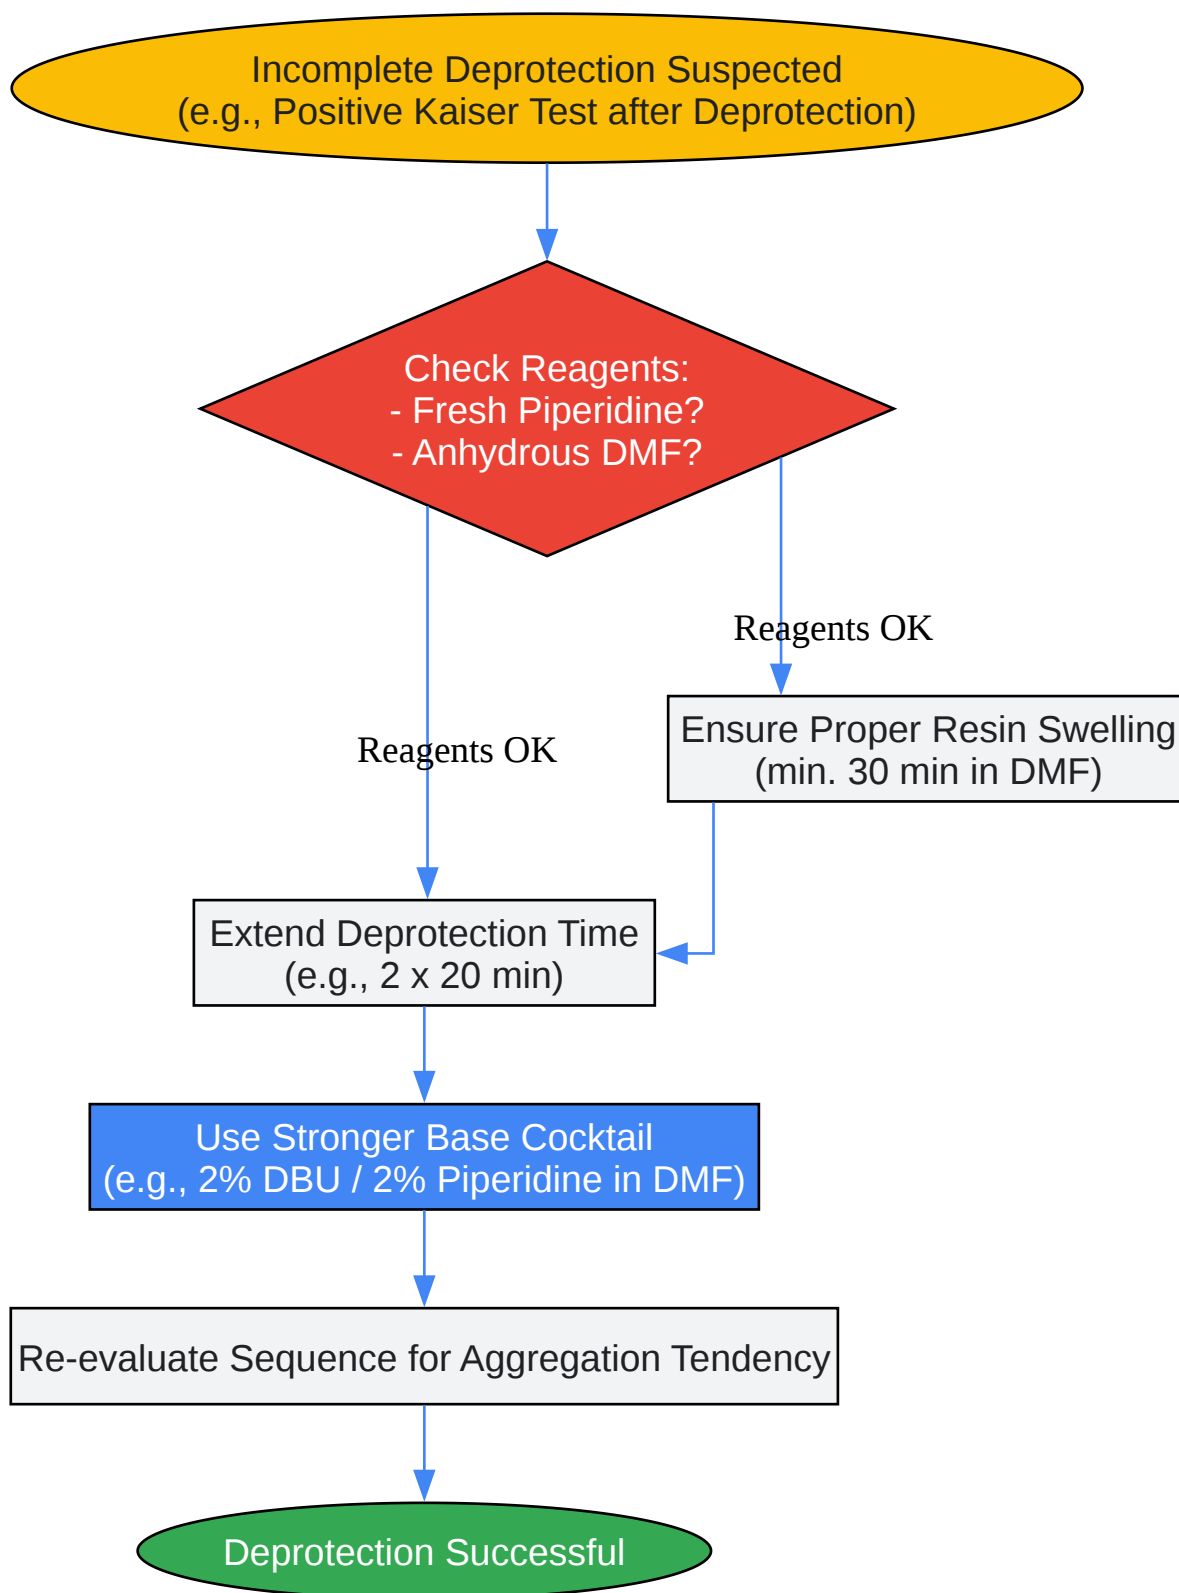 Incomplete Deprotection Suspected
(e.g., Positive Kaiser Test after Deprotection)
Check Reagents:
- Fresh Piperidine?
- Anhydrous DMF?
Reagents OK
Ensure Proper Resin Swelling
(min. 30 min in DMF)
Reagents OK
Extend Deprotection Time
(e.g., 2 x 20 min)
Use Stronger Base Cocktail
(e.g., 2% DBU / 2% Piperidine in DMF)
Re-evaluate Sequence for Aggregation Tendency
Deprotection Successful